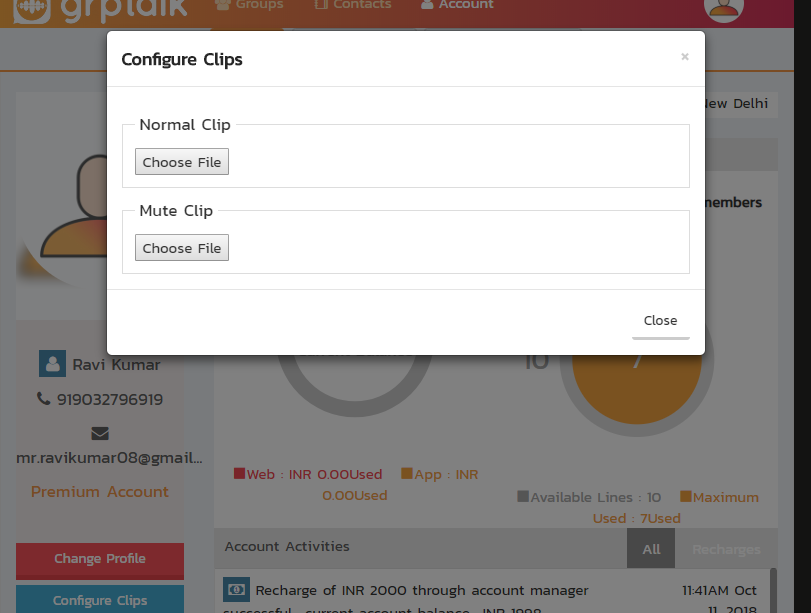 grptalk
Groups
Contacts
Account
Configure Clips
×
New Delhi
Normal Clip
Choose File
members
Mute Clip
Choose File
Close
10
7
Ravi Kumar
919032796919
mr.ravikumar08@gmail...
Premium Account
Web : INR 0.00Used App : INR
0.00Used
Available Lines : 10 Maximum
Used : 7Used
Change Profile
Configure Clips
Account Activities
All
Recharges
Recharge of INR 2000 through account manager
11:41AM Oct
successful, current account balance INR 1999
11, 2018